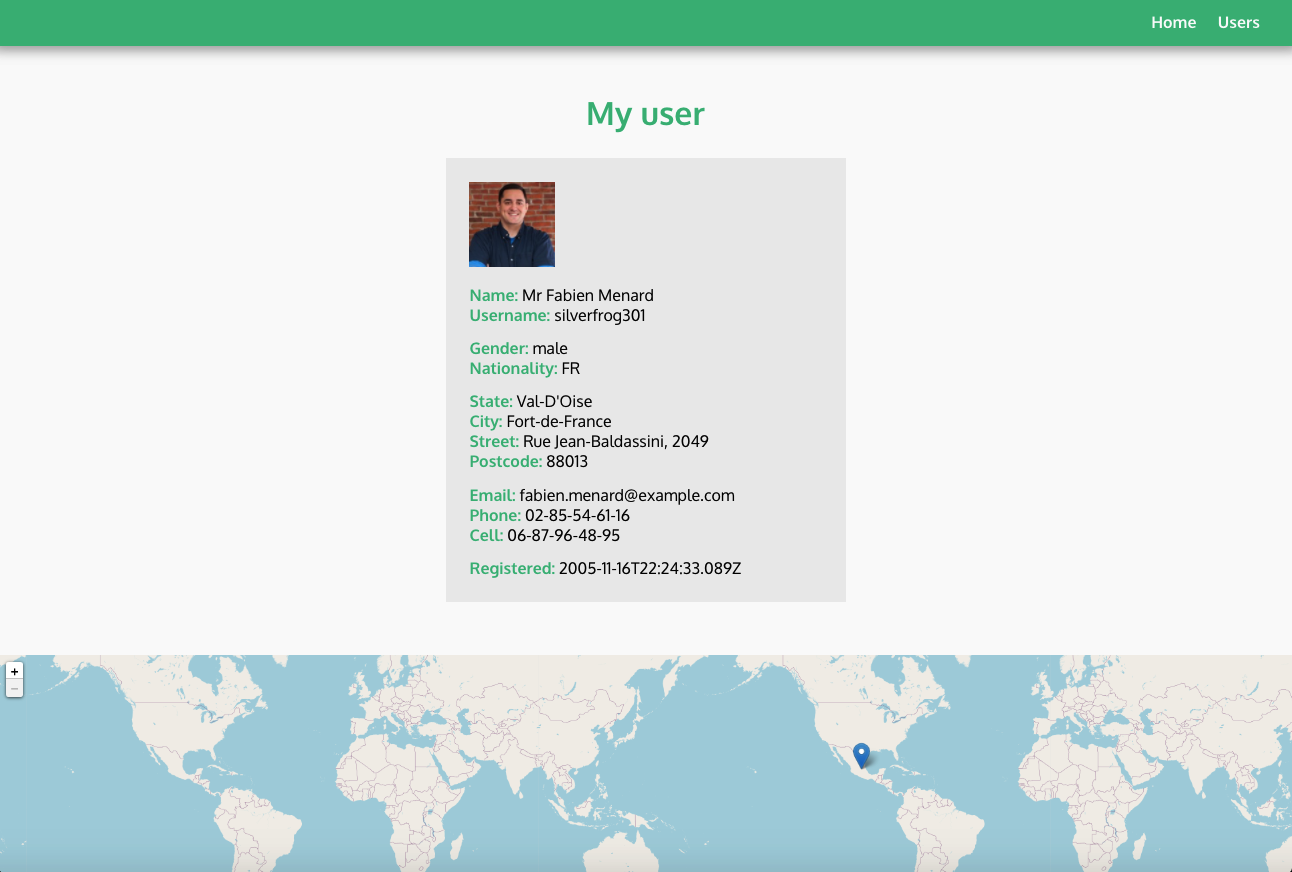 Home Users
My user
Name: Mr Fabien Menard
Username: silverfrog301
Gender: male
Nationality: FR
State: Val-D'Oise
City: Fort-de-France
Street: Rue Jean-Baldassini, 2049
Postcode: 88013
Email: fabien.menard@example.com
Phone: 02-85-54-61-16
Cell: 06-87-96-48-95
Registered: 2005-11-16T22:24:33.089Z
+
−